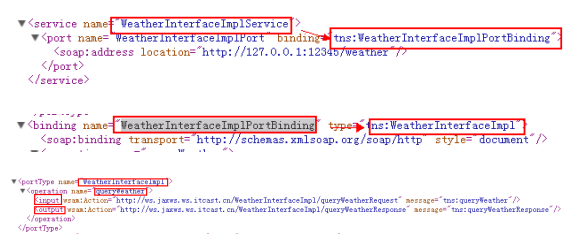 ▼<service name="WeatherInterfaceImplService">
▼<port name="WeatherInterfaceImplPort" binding="tns:WeatherInterfaceImplPortBinding">
<soap:address location="http://127.0.0.1:12345/weather"/>
</port>
</service>
▼<binding name="WeatherInterfaceImplPortBinding" type="tns:WeatherInterfaceImpl">
<soap:binding transport="http://schemas.xmlsoap.org/soap/http" style="document"/>
▼<portType name="WeatherInterfaceImpl">
▼<operation name="queryWeather">
<input wsam:Action="http://ws.jaxws.ws.itcast.cn/WeatherInterfaceImpl/queryWeatherRequest" message="tns:queryWeather"/>
<output wsam:Action="http://ws.jaxws.ws.itcast.cn/WeatherInterfaceImpl/queryWeatherResponse" message="tns:queryWeatherResponse"/>
</operation>
</portType>